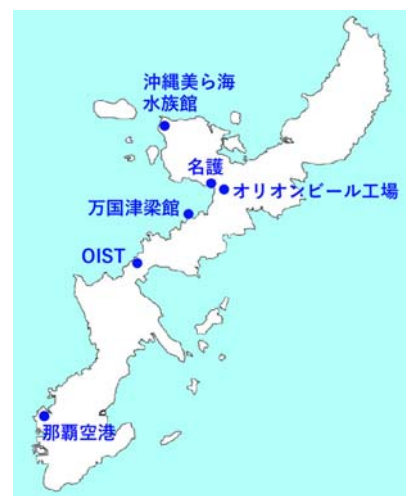 沖縄美ら海
水族館
名護
オリオンビール工場
万国津梁館
OIST
那覇空港